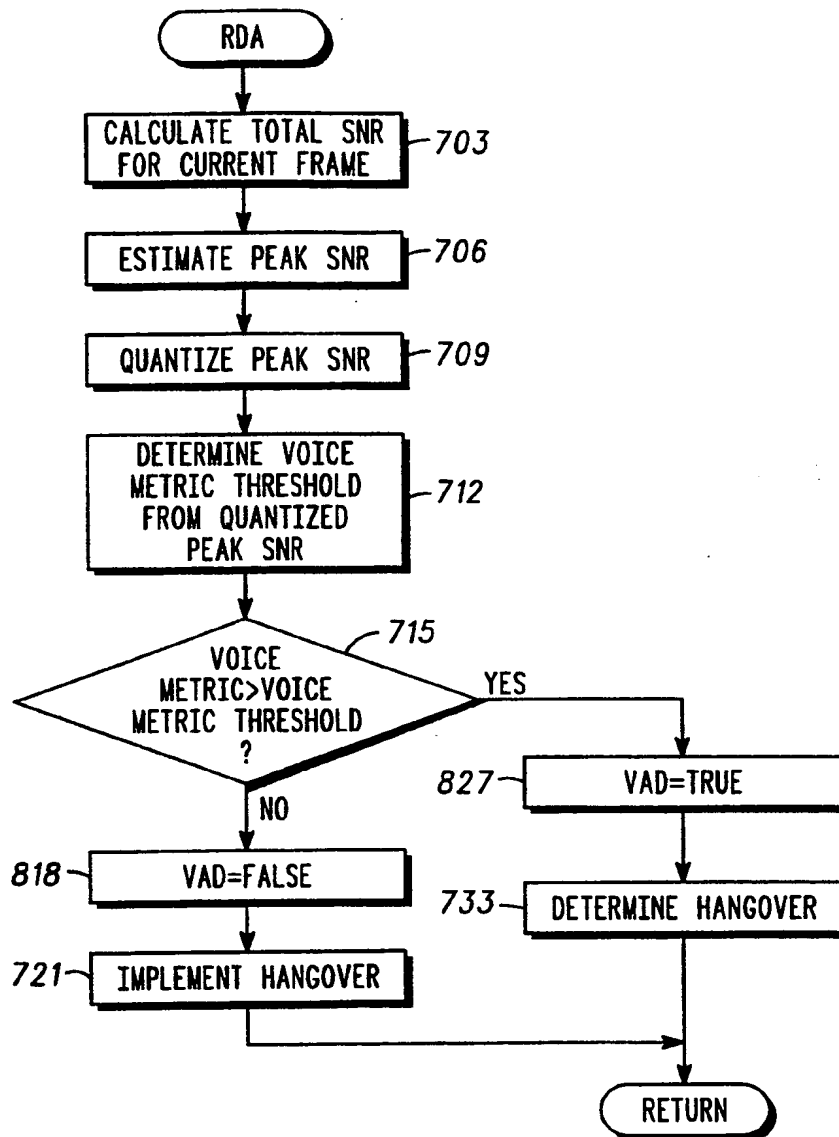 RDA
CALCULATE TOTAL SNR
FOR CURRENT FRAME
703
ESTIMATE PEAK SNR
706
QUANTIZE PEAK SNR
709
DETERMINE VOICE
METRIC THRESHOLD
FROM QUANTIZED
PEAK SNR
712
715
VOICE
METRIC>VOICE
METRIC THRESHOLD
?
YES
NO
827
VAD=TRUE
818
VAD=FALSE
733
DETERMINE HANGOVER
721
IMPLEMENT HANGOVER
RETURN